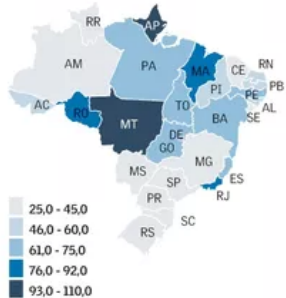 RR
AP
AM
PA
MA
CE
RN
PB
PI
PE
AC
AL
RO
TO
SE
MT
BA
DE
GO
MG
MS
ES
SP
RJ
PR
SC
RS
25,0 - 45,0
46,0 - 60,0
61,0 - 75,0
76,0 - 92,0
93,0 - 110,0